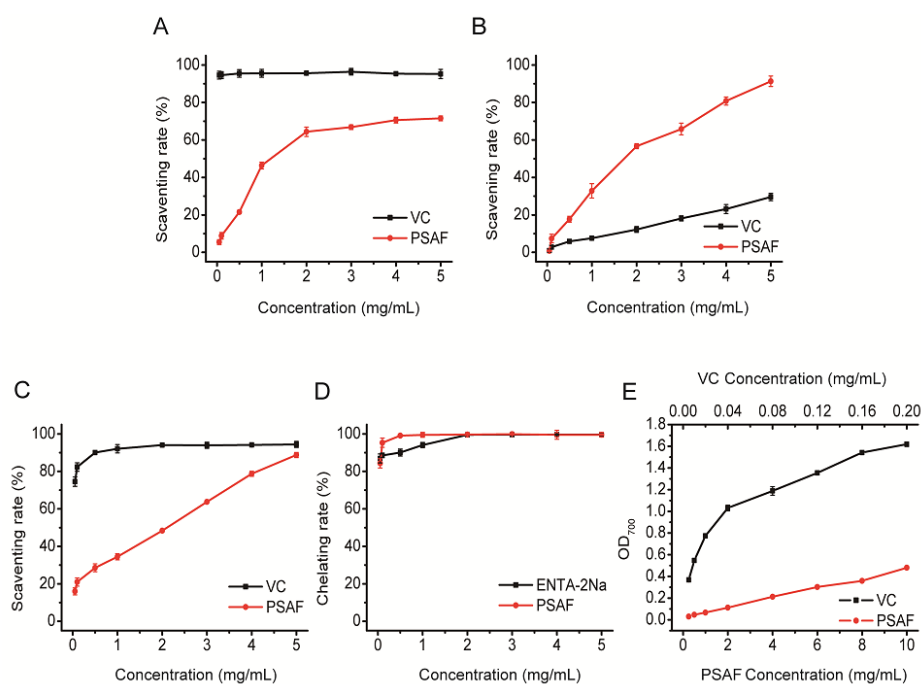 A
Scaventing rate (%)
100
80
60
40
20
0
VC
PSAF
0 1 2 3 4 5
Concentration (mg/mL)
B
Scavening rate (%)
100
80
60
40
20
0
VC
PSAF
0 1 2 3 4 5
Concentration (mg/mL)
C
Scaventing rate (%)
100
80
60
40
20
0
VC
PSAF
0 1 2 3 4 5
Concentration (mg/mL)
D
Chelating rate (%)
100
80
60
40
20
0
ENTA-2Na
PSAF
0 1 2 3 4 5
Concentration (mg/mL)
E
VC Concentration (mg/mL)
0.00 0.04 0.08 0.12 0.16 0.20
OD700
1.8
1.6
1.4
1.2
1.0
0.8
0.6
0.4
0.2
0.0
VC
PSAF
0 2 4 6 8 10
PSAF Concentration (mg/mL)